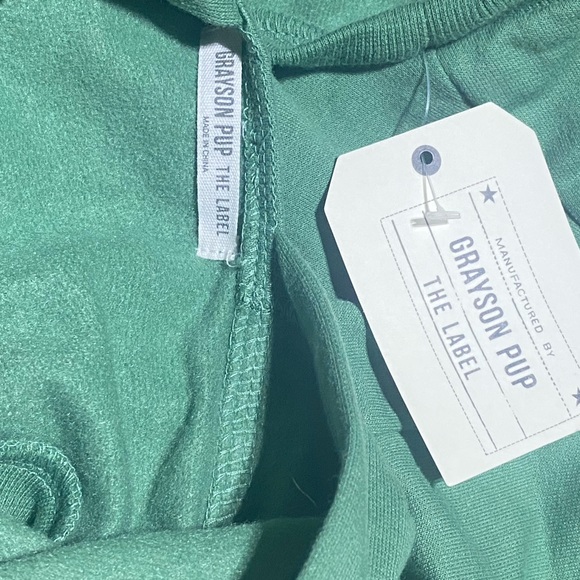 GRAYSON PUP THE LABEL
MADE IN CHINA
MANUFACTURED BY
GRAYSON PUP
THE LABEL